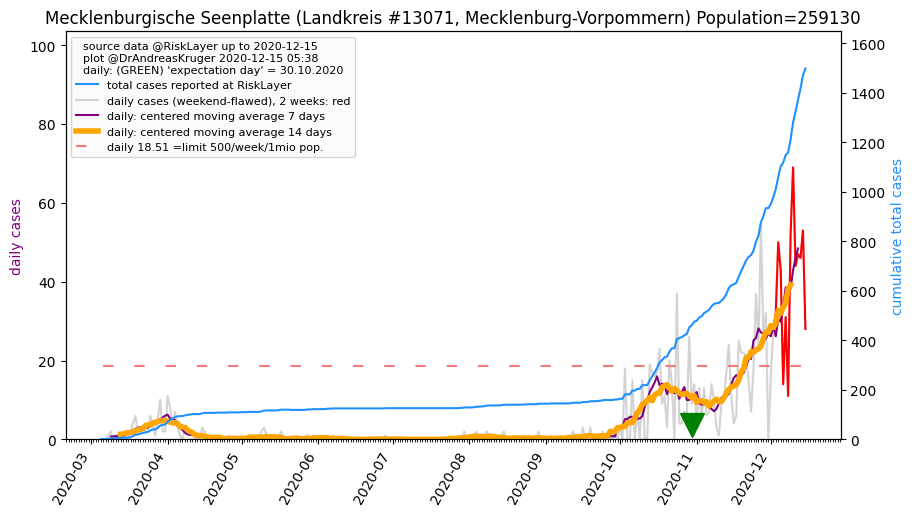 Mecklenburgische Seenplatte (Landkreis #13071, Mecklenburg-Vorpommern) Population=259130
source data @RiskLayer up to 2020-12-15
plot @DrAndreasKruger 2020-12-15 05:38
daily: (GREEN) 'expectation day' = 30.10.2020
total cases reported at RiskLayer
daily cases (weekend-flawed), 2 weeks: red
daily: centered moving average 7 days
daily: centered moving average 14 days
daily 18.51 =limit 500/week/1mio pop.
daily cases
100
80
60
40
20
0
1600
1400
1200
1000
800
600
400
200
0
cumulative total cases
2020-03
2020-04
2020-05
2020-06
2020-07
2020-08
2020-09
2020-10
2020-11
2020-12